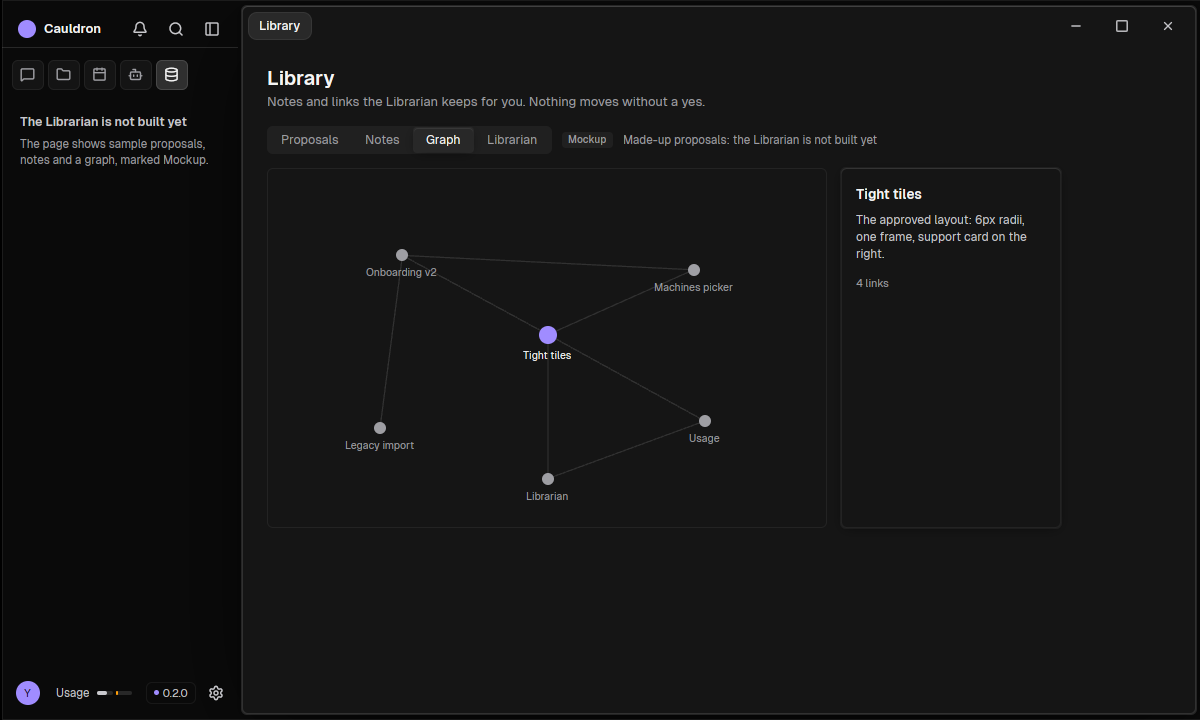 Cauldron
Library
The Librarian is not built yet
The page shows sample proposals,
notes and a graph, marked Mockup.
Library
Notes and links the Librarian keeps for you. Nothing moves without a yes.
Proposals Notes Graph Librarian Mockup Made-up proposals: the Librarian is not built yet
Onboarding v2
Machines picker
Tight tiles
Legacy import
Usage
Librarian
Tight tiles
The approved layout: 6px radii,
one frame, support card on the
right.
4 links
Y Usage 0.2.0